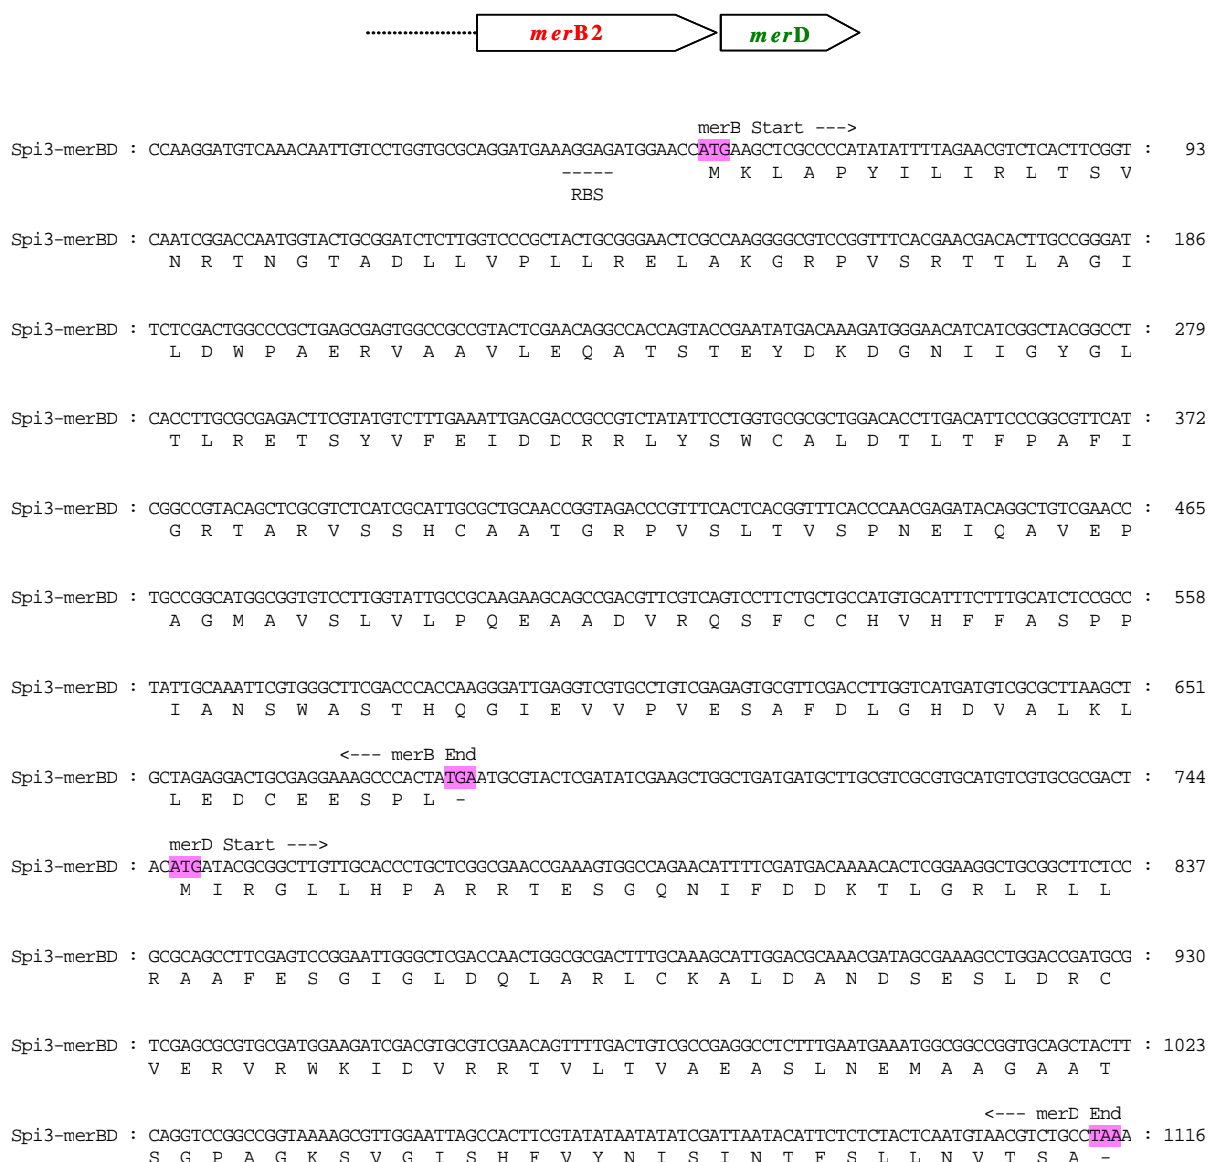 merB2 merD
merB Start --->
Spi3-merBD : CCAAGGATGTCAAACAATTGTCCTGGTGCGCAGGATGAAAGGAGATGGAACCATGAAGCTCGCCCCATATATTTTAGAACGTCTCACTTCGGT : 93
----- M K L A P Y I L I R L T S V
RBS
Spi3-merBD : CAATCGGACCAATGGTACTGCGGATCTCTTGGTCCCGCTACTGCGGGAACTCGCCAAGGGGCGTCCGGTTTCACGAACGACACTTGCCGGGAT : 186
N R T N G T A D L L V P L L R E L A K G R P V S R T T L A G I
Spi3-merBD : TCTCGACTGGCCCGCTGAGCGAGTGGCCGCCGTACTCGAACAGGCCACCAGTACCGAATATGACAAAGATGGGAACATCATCGGCTACGGCCT : 279
L D W P A E R V A A V L E Q A T S T E Y D K D G N I I G Y G L
Spi3-merBD : CACCTTGCGCGAGACTTCGTATGTCTTTGAAATTGACGACCGCCGTCTATATTCCTGGTGCGCGCTGGACACCTTGACATTCCCGGCGTTCAT : 372
T L R E T S Y V F E I D D R R L Y S W C A L D T L T F P A F I
Spi3-merBD : CGGCCGTACAGCTCGCGTCTCATCGCATTGCGCTGCAACCGGTAGACCCGTTTCACTCACGGTTTCACCCAACGAGATACAGGCTGTCGAACC : 465
G R T A R V S S H C A A T G R P V S L T V S P N E I Q A V E P
Spi3-merBD : TGCCGGCATGGCGGTGTCCTTGGTATTGCCGCAAGAAGCAGCCGACGTTCGTCAGTCCTTCTGCTGCCATGTGCATTTCTTTGCATCTCCGCC : 558
A G M A V S L V L P Q E A A D V R Q S F C C H V H F F A S P P
Spi3-merBD : TATTGCAAATTCGTGGGCTTCGACCCACCAAGGGATTGAGGTCGTGCCTGTCGAGAGTGCGTTCGACCTTGGTCATGATGTCGCGCTTAAGCT : 651
I A N S W A S T H Q G I E V V P V E S A F D L G H D V A L K L
<--- merB End
Spi3-merBD : GCTAGAGGACTGCGAGGAAAGCCCACTATGAATGCGTACTCGATATCGAAGCTGGCTGATGATGCTTGCGTCGCGTGCATGTCGTGCGCGACT : 744
L E D C E E S P L -
merD Start --->
Spi3-merBD : ACATGATACGCGGCTTGTTGCACCCTGCTCGGCGAACCGAAAGTGGCCAGAACATTTTCGATGACAAAACACTCGGAAGGCTGCGGCTTCTCC : 837
M I R G L L H P A R R T E S G Q N I F D D K T L G R L R L L
Spi3-merBD : GCGCAGCCTTCGAGTCCGGAATTGGGCTCGACCAACTGGCGCGACTTTGCAAAGCATTGGACGCAAACGATAGCGAAAGCCTGGACCGATGCG : 930
R A A F E S G I G L D Q L A R L C K A L D A N D S E S L D R C
Spi3-merBD : TCGAGCGCGTGCGATGGAAGATCGACGTGCGTCGAACAGTTTTGACTGTCGCCGAGGCCTCTTTGAATGAAATGGCGGCCGGTGCAGCTACTT : 1023
V E R V R W K I D V R R T V L T V A E A S L N E M A A G A A T
<--- merD End
Spi3-merBD : CAGGTCCGGCCGGTAAAAGCGTTGGAATTAGCCACTTCGTATATAATATATCGATTAATACATTCTCTCTACTCAATGTAACGTCTGCCTAAA : 1116
S G P A G K S V G I S H F V Y N I S I N T F S L L N V T S A -